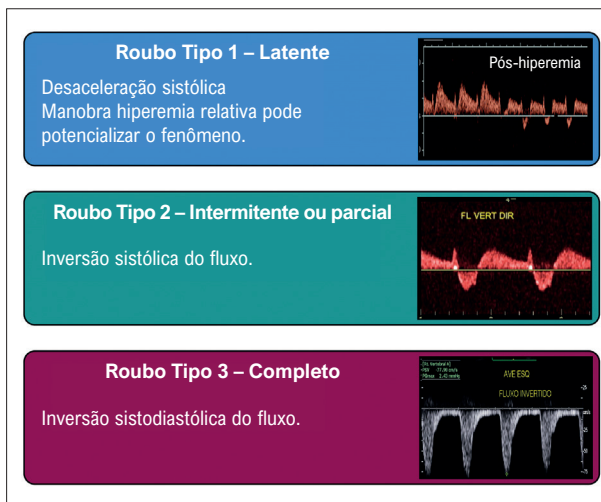 Roubo Tipo 1 – Latente
Desaceleração sistólica
Manobra hiperemia relativa pode
potencializar o fenômeno.
Pós-hiperemia
Roubo Tipo 2 – Intermitente ou parcial
Inversão sistólica do fluxo.
FL VERT DIR
Roubo Tipo 3 – Completo
Inversão sistodiastólica do fluxo.
AVE ESQ
FLUXO INVERTIDO